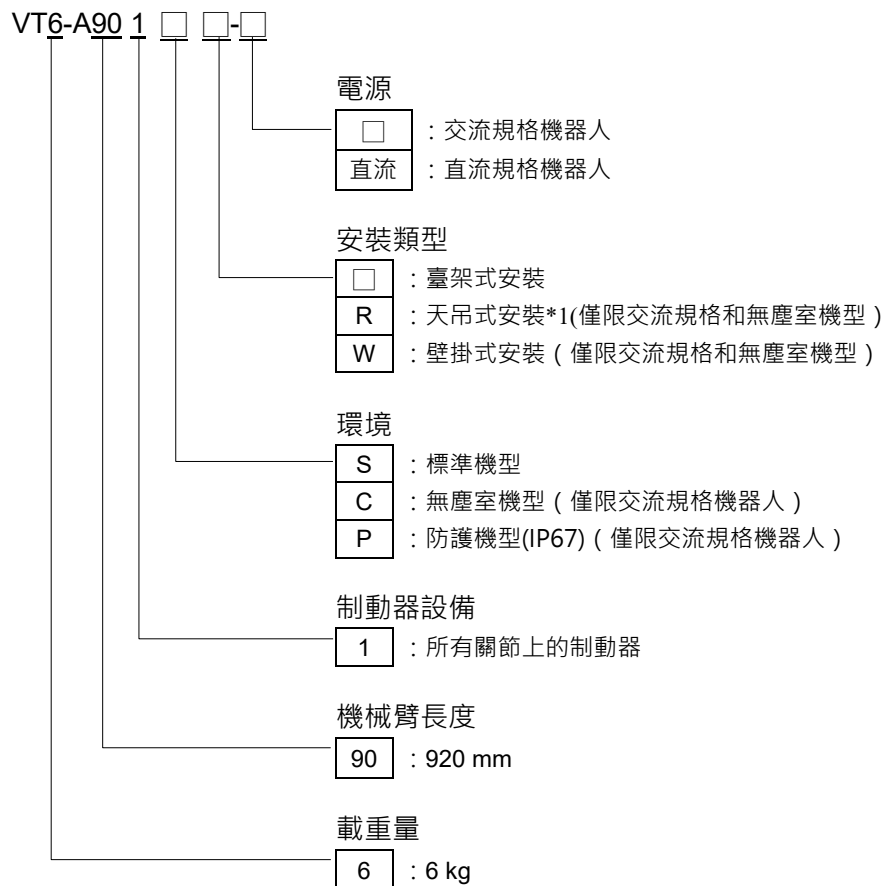 VT6-A90 1 □ □-□
電源
□ : 交流規格機器人
直流 : 直流規格機器人
安裝類型
□ : 臺架式安裝
R : 天吊式安裝*1(僅限交流規格和無塵室機型)
W : 壁掛式安裝(僅限交流規格和無塵室機型)
環境
S : 標準機型
C : 無塵室機型(僅限交流規格機器人)
P : 防護機型(IP67)(僅限交流規格機器人)
制動器設備
1 : 所有關節上的制動器
機械臂長度
90 : 920 mm
載重量
6 : 6 kg